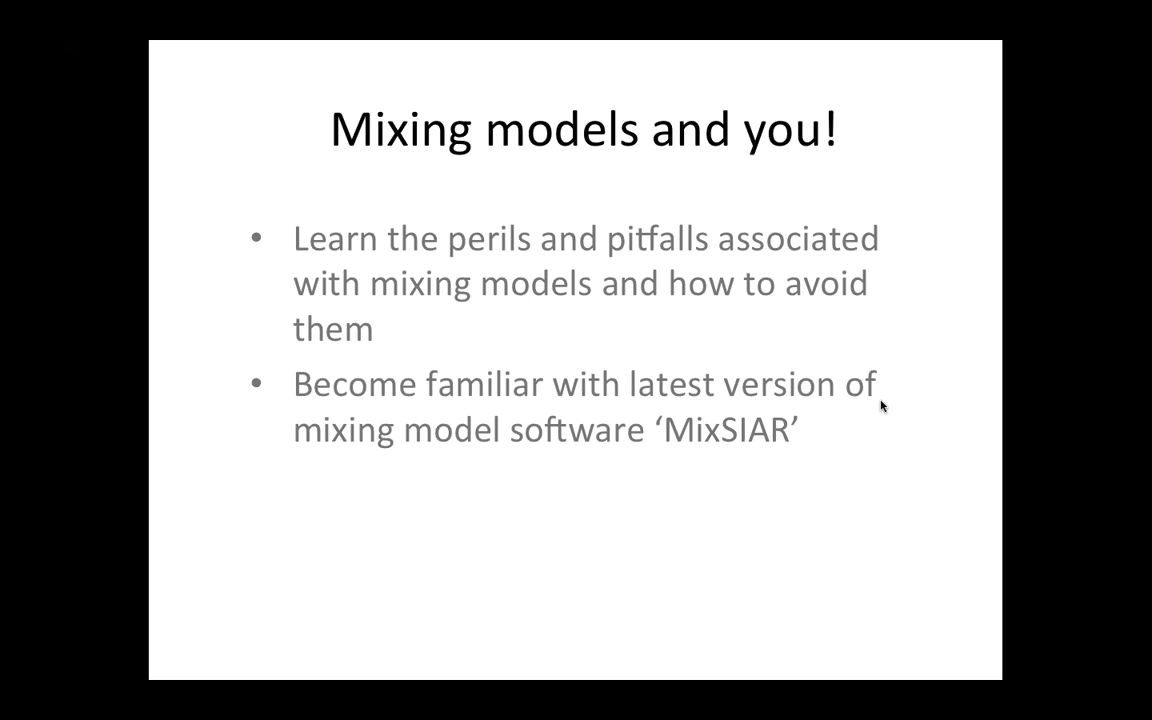 Mixing models and you!
• Learn the perils and pitfalls associated
with mixing models and how to avoid
them
• Become familiar with latest version of
mixing model software ‘MixSIAR’